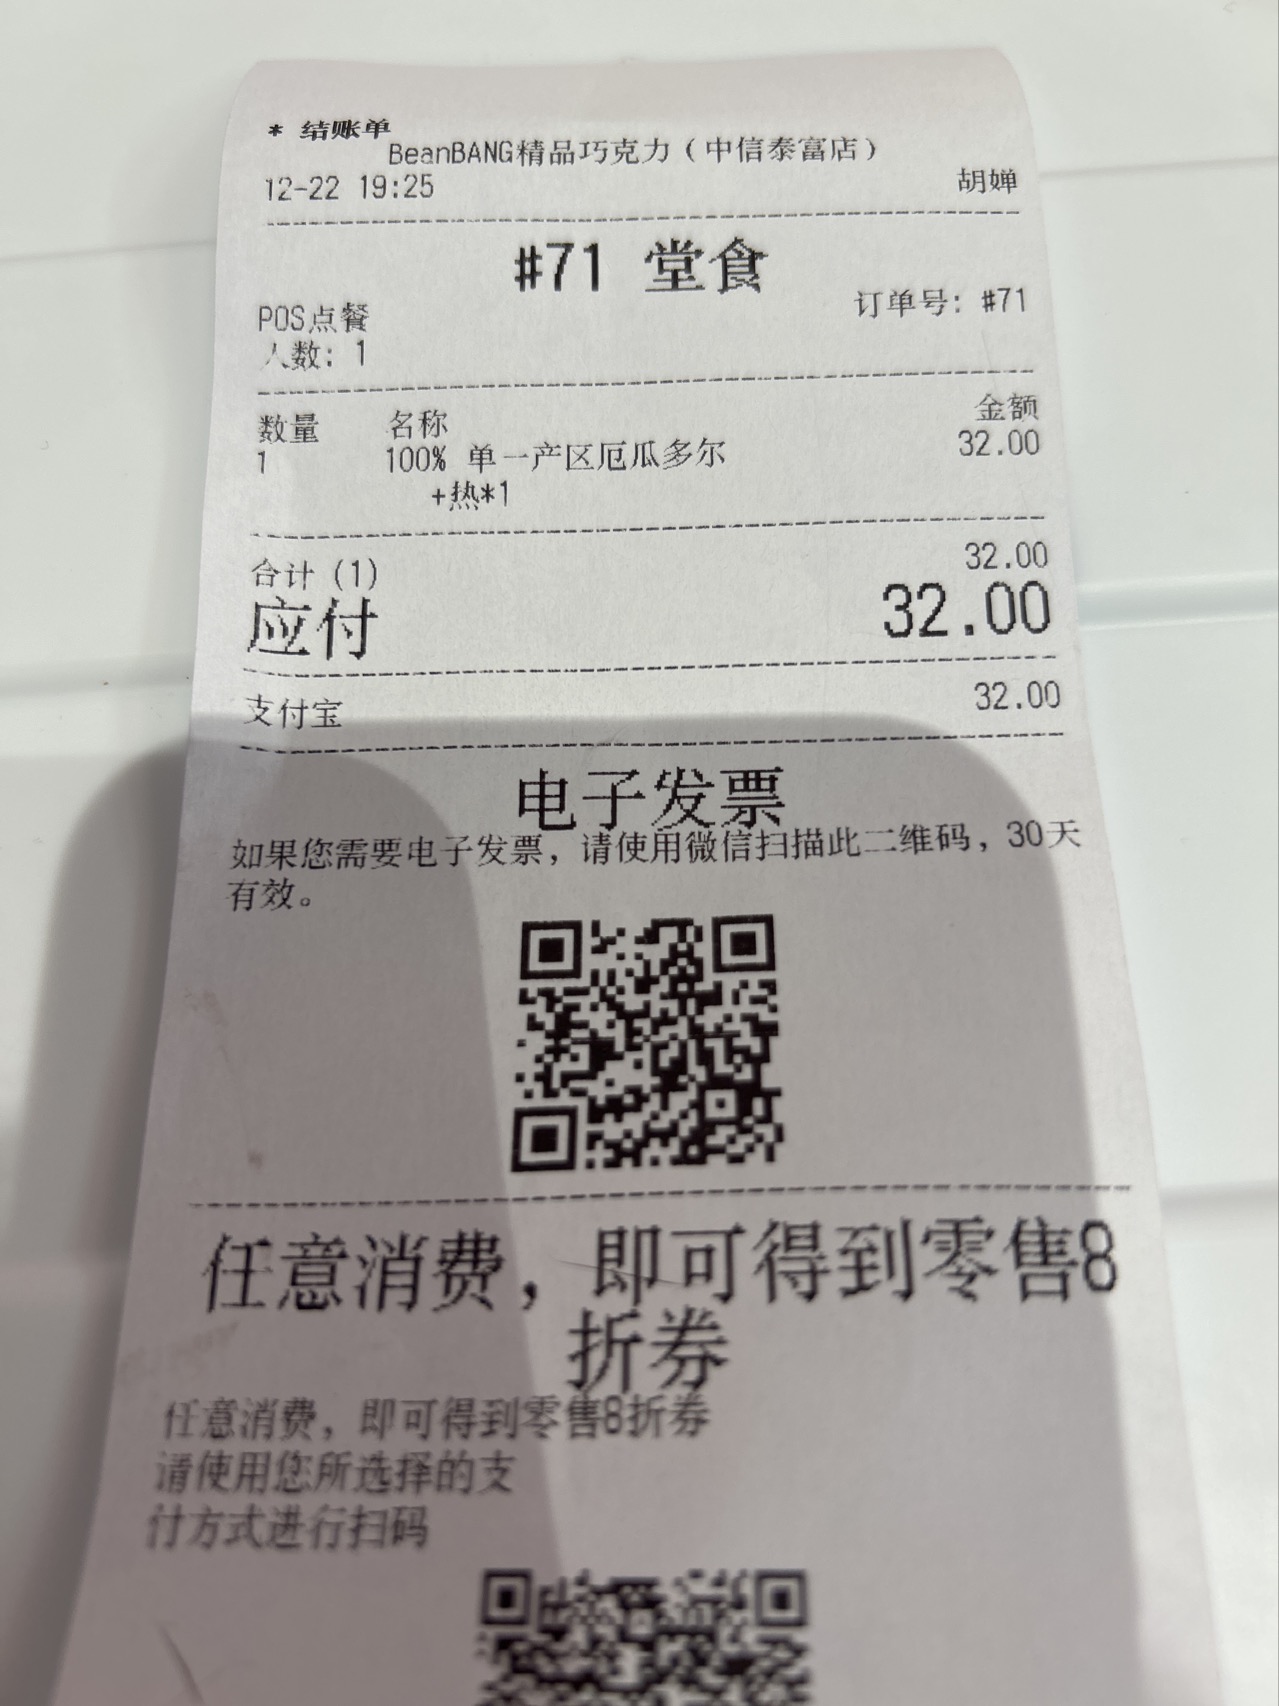 * 结账单
BeanBANG精品巧克力（中信泰富店）
12-22 19:25 胡婵
#71 堂食
POS点餐 订单号: #71
人数: 1
数量 名称 金额
1 100% 单一产区厄瓜多尔 32.00
+热*1
合计 (1) 32.00
应付 32.00
支付宝 32.00
电子发票
如果您需要电子发票，请使用微信扫描此二维码，30天
有效。
任意消费，即可得到零售8
折券
任意消费，即可得到零售8折券
请使用您所选择的支
付方式进行扫码